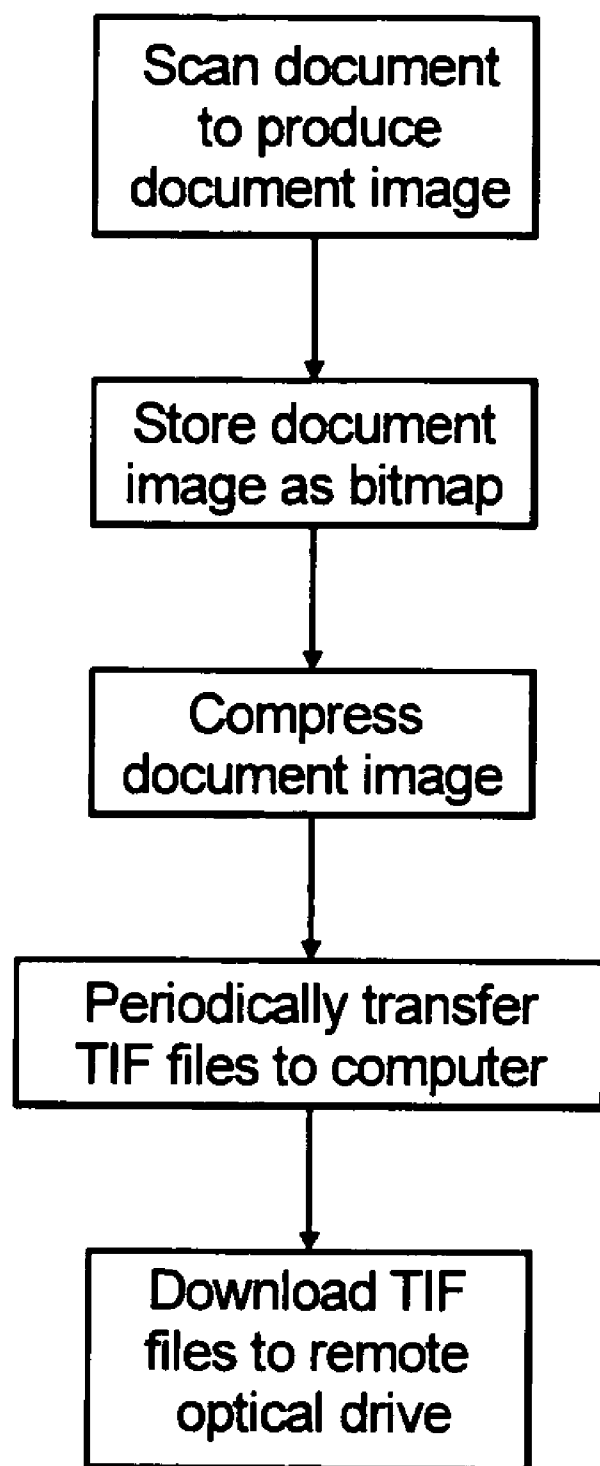 Scan document
to produce
document image
Store document
image as bitmap
Compress
document image
Periodically transfer
TIF files to computer
Download TIF
files to remote
optical drive